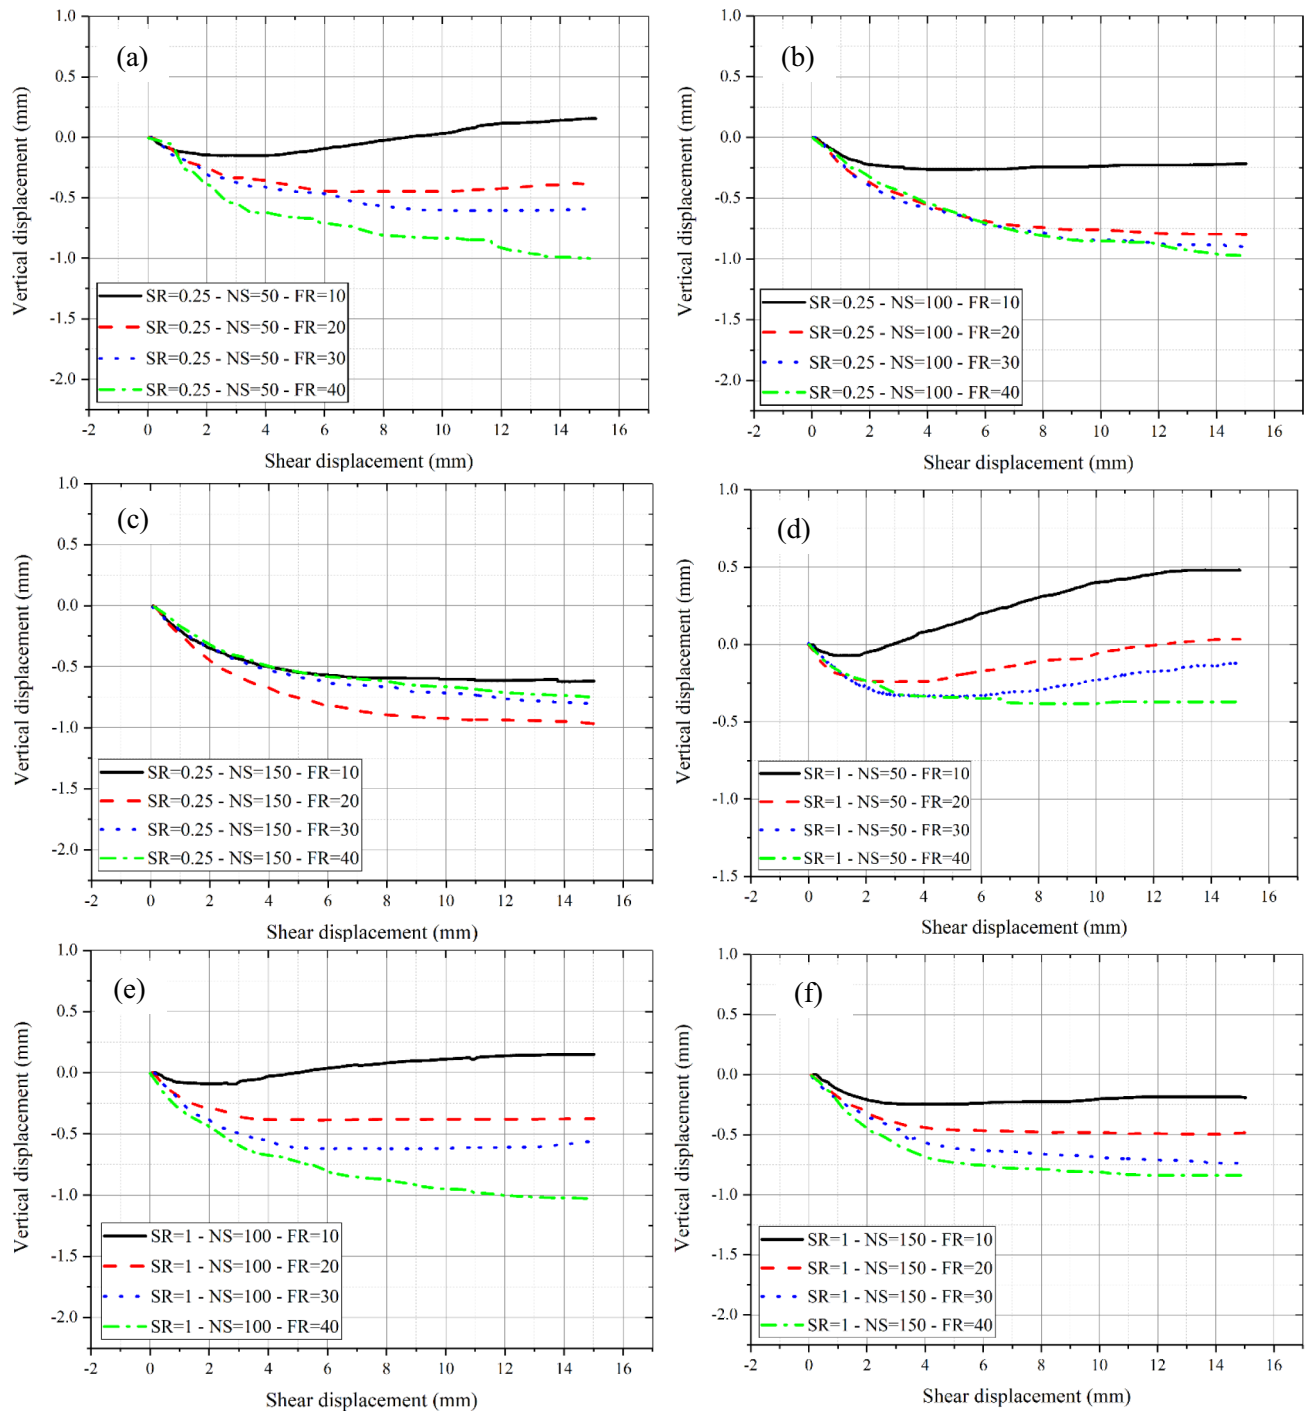 (a)
Vertical displacement (mm)
1.0
0.5
0.0
-0.5
-1.0
-1.5
-2.0
SR=0.25 - NS=50 - FR=10
SR=0.25 - NS=50 - FR=20
SR=0.25 - NS=50 - FR=30
SR=0.25 - NS=50 - FR=40
-2 0 2 4 6 8 10 12 14 16
Shear displacement (mm)
(b)
Vertical displacement (mm)
1.0
0.5
0.0
-0.5
-1.0
-1.5
-2.0
SR=0.25 - NS=100 - FR=10
SR=0.25 - NS=100 - FR=20
SR=0.25 - NS=100 - FR=30
SR=0.25 - NS=100 - FR=40
-2 0 2 4 6 8 10 12 14 16
Shear displacement (mm)
(c)
Vertical displacement (mm)
1.0
0.5
0.0
-0.5
-1.0
-1.5
-2.0
SR=0.25 - NS=150 - FR=10
SR=0.25 - NS=150 - FR=20
SR=0.25 - NS=150 - FR=30
SR=0.25 - NS=150 - FR=40
-2 0 2 4 6 8 10 12 14 16
Shear displacement (mm)
(d)
Vertical displacement (mm)
1.0
0.5
0.0
-0.5
-1.0
-1.5
SR=1 - NS=50 - FR=10
SR=1 - NS=50 - FR=20
SR=1 - NS=50 - FR=30
SR=1 - NS=50 - FR=40
-2 0 2 4 6 8 10 12 14 16
Shear displacement (mm)
(e)
Vertical displacement (mm)
1.0
0.5
0.0
-0.5
-1.0
-1.5
-2.0
SR=1 - NS=100 - FR=10
SR=1 - NS=100 - FR=20
SR=1 - NS=100 - FR=30
SR=1 - NS=100 - FR=40
-2 0 2 4 6 8 10 12 14 16
Shear displacement (mm)
(f)
Vertical displacement (mm)
1.0
0.5
0.0
-0.5
-1.0
-1.5
-2.0
SR=1 - NS=150 - FR=10
SR=1 - NS=150 - FR=20
SR=1 - NS=150 - FR=30
SR=1 - NS=150 - FR=40
-2 0 2 4 6 8 10 12 14 16
Shear displacement (mm)